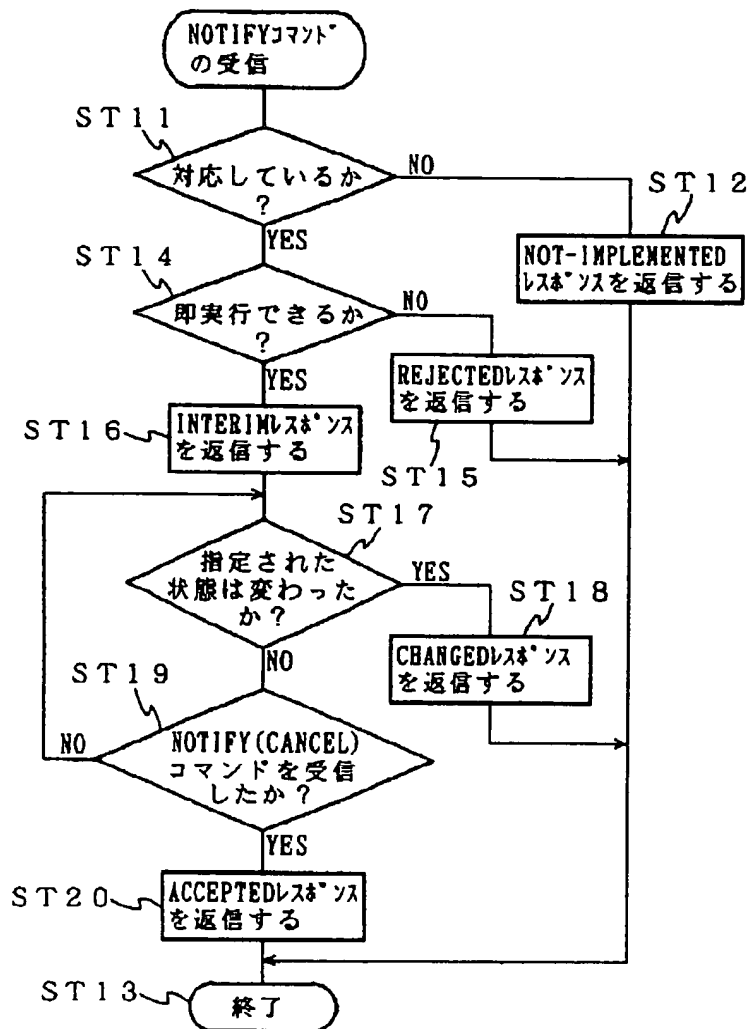 NOTIFYコマンド
の受信
ST11
対応しているか
?
NO
YES
ST12
NOT-IMPLEMENTED
レスポンスを返信する
ST14
即実行できるか
?
NO
YES
REJECTEDレスポンス
を返信する
ST15
ST16
INTERIMレスポンス
を返信する
ST17
指定された
状態は変わった
か?
YES
NO
ST18
CHANGEDレスポンス
を返信する
ST19
NOTIFY(CANCEL)
コマンドを受信
したか?
NO
YES
ST20
ACCEPTEDレスポンス
を返信する
ST13
終了